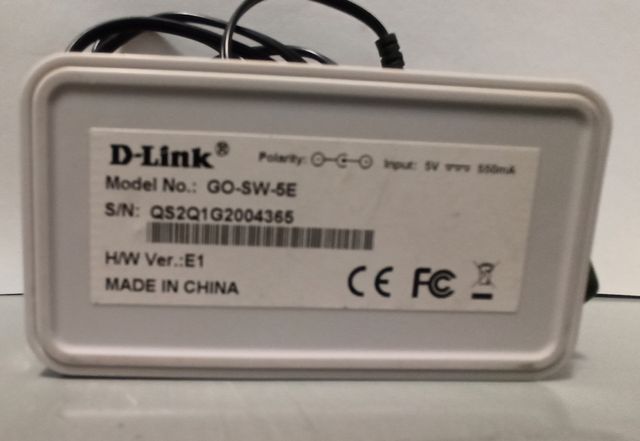 D-Link®
Polarity: Input: 5V 550mA
Model No.: GO-SW-5E
S/N: QS2Q1G2004365
H/W Ver.:E1
MADE IN CHINA
CE FC